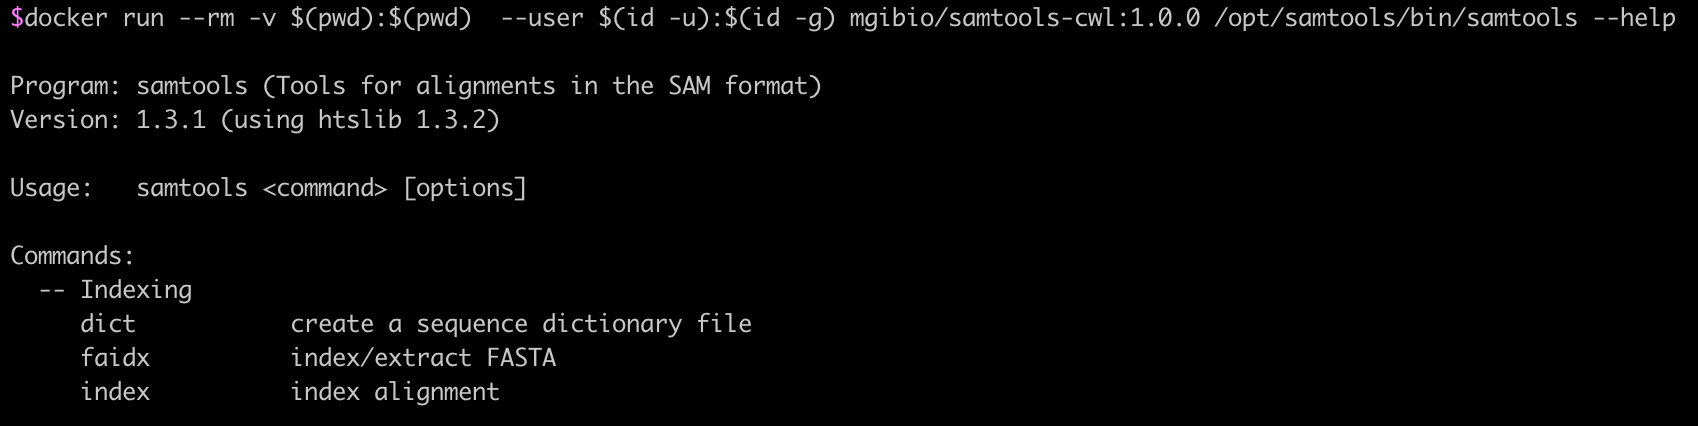 $docker run --rm -v $(pwd):$(pwd)  --user $(id -u):$(id -g) mgibio/samtools-cwl:1.0.0 /opt/samtools/bin/samtools --help
Program: samtools (Tools for alignments in the SAM format)
Version: 1.3.1 (using htslib 1.3.2)
Usage:   samtools <command> [options]
Commands:
  -- Indexing
     dict           create a sequence dictionary file
     faidx          index/extract FASTA
     index          index alignment